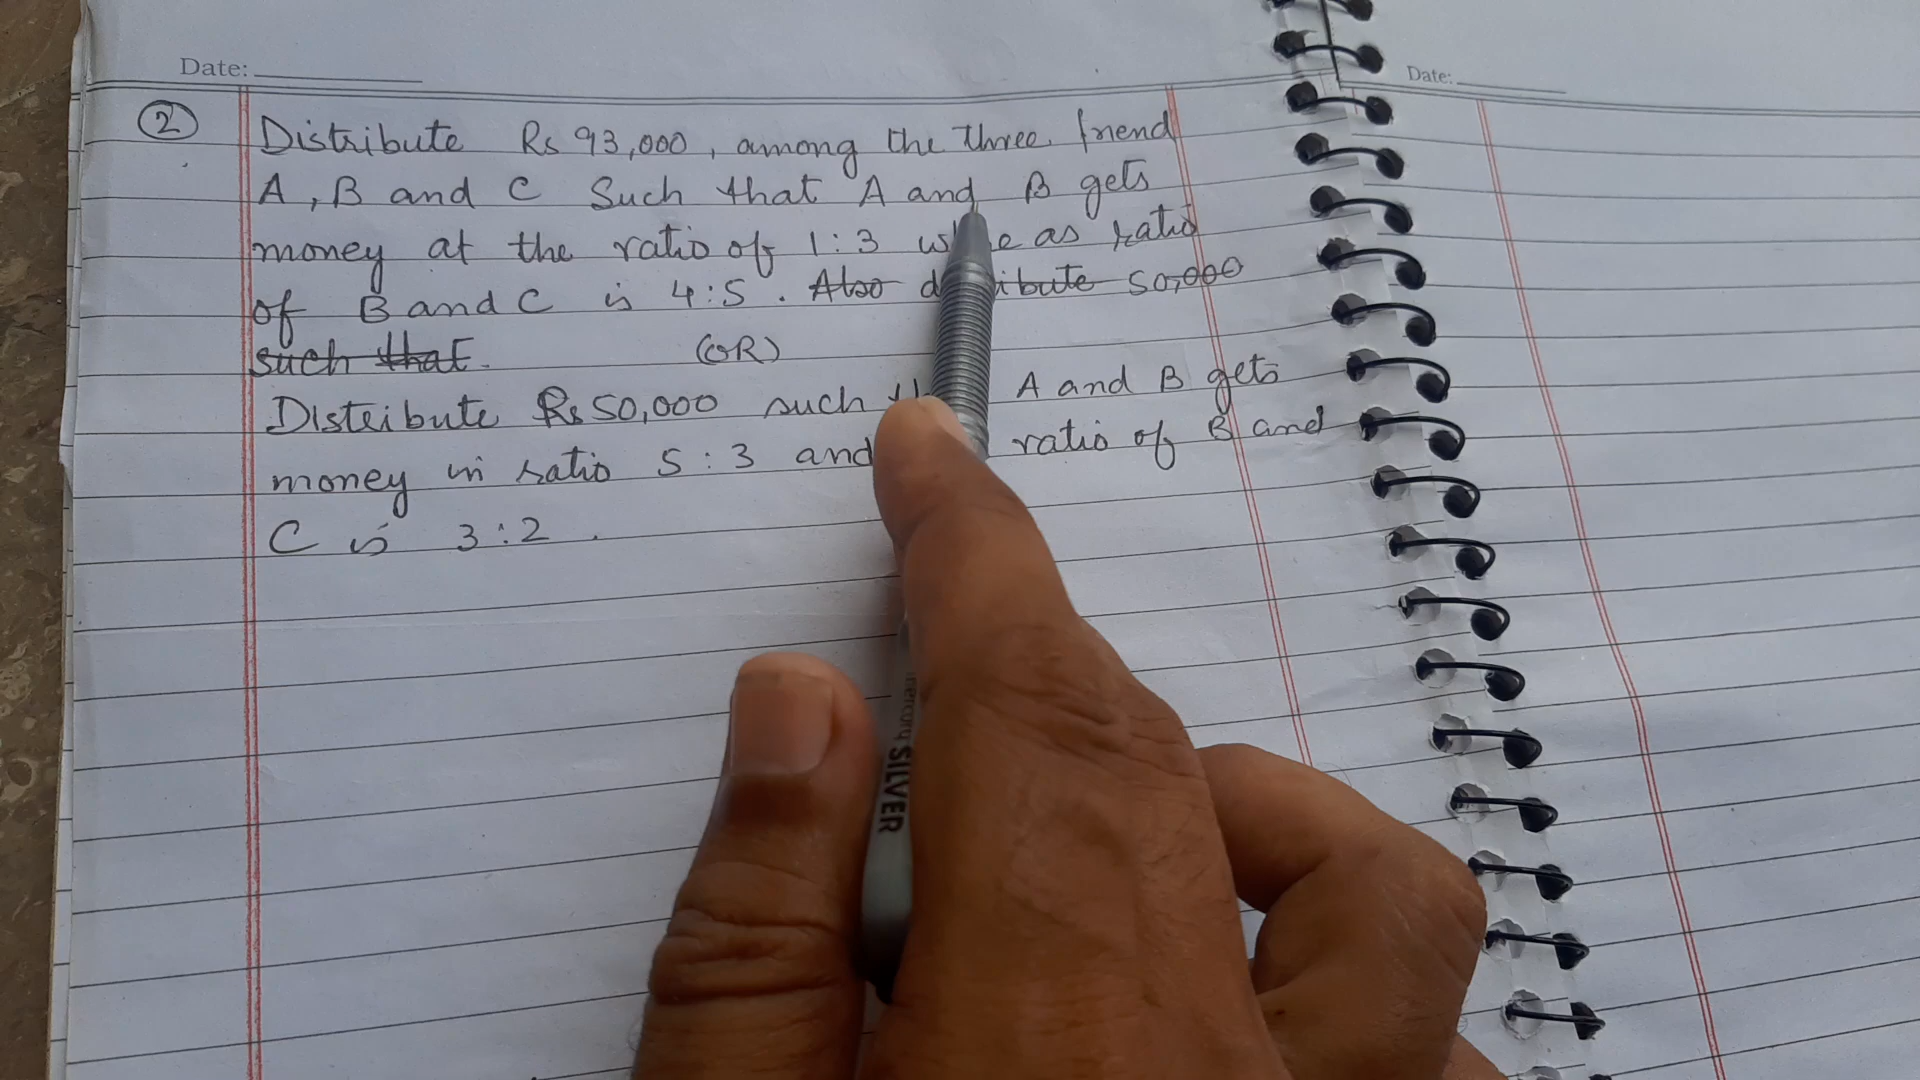 Date:
Date:
2 Distribute Rs 93,000, among the three friend
A, B and C Such that A and B gets
money at the ratio of 1:3 as ratio
of B and C is 4:5. Also 50,000
such that. (OR)
Distribute Rs 50,000 such A and B gets
money in ratio 5:3 and ratio of B and
C is 3:2.
SILVER